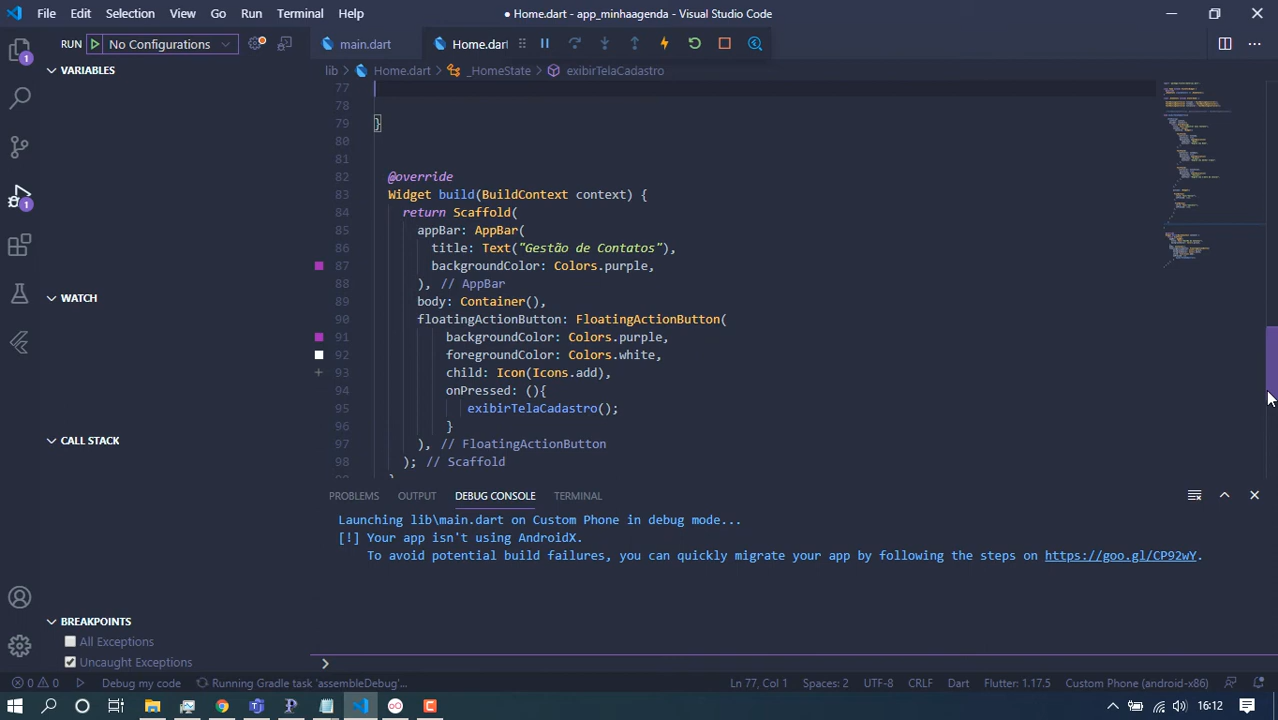 File Edit Selection View Go Run Terminal Help
● Home.dart - app_minhaagenda - Visual Studio Code
RUN No Configurations
main.dart
Home.dart
lib > Home.dart > _HomeState > exibirTelaCadastro
VARIABLES
WATCH
CALL STACK
BREAKPOINTS
All Exceptions
Uncaught Exceptions
1
1
77
78
79 }
80
81
82 @override
83 Widget build(BuildContext context) {
84 return Scaffold(
85 appBar: AppBar(
86 title: Text("Gestão de Contatos"),
87 backgroundColor: Colors.purple,
88 ), // AppBar
89 body: Container(),
90 floatingActionButton: FloatingActionButton(
91 backgroundColor: Colors.purple,
92 foregroundColor: Colors.white,
93 child: Icon(Icons.add),
94 onPressed: (){
95 exibirTelaCadastro();
96 }
97 ), // FloatingActionButton
98 ); // Scaffold
PROBLEMS OUTPUT DEBUG CONSOLE TERMINAL
Launching lib\main.dart on Custom Phone in debug mode...
[!] Your app isn't using AndroidX.
To avoid potential build failures, you can quickly migrate your app by following the steps on https://goo.gl/CP92wY.
0 0 Debug my code Running Gradle task 'assembleDebug'... Ln 77, Col 1 Spaces: 2 UTF-8 CRLF Dart Flutter: 1.17.5 Custom Phone (android-x86)
16:12